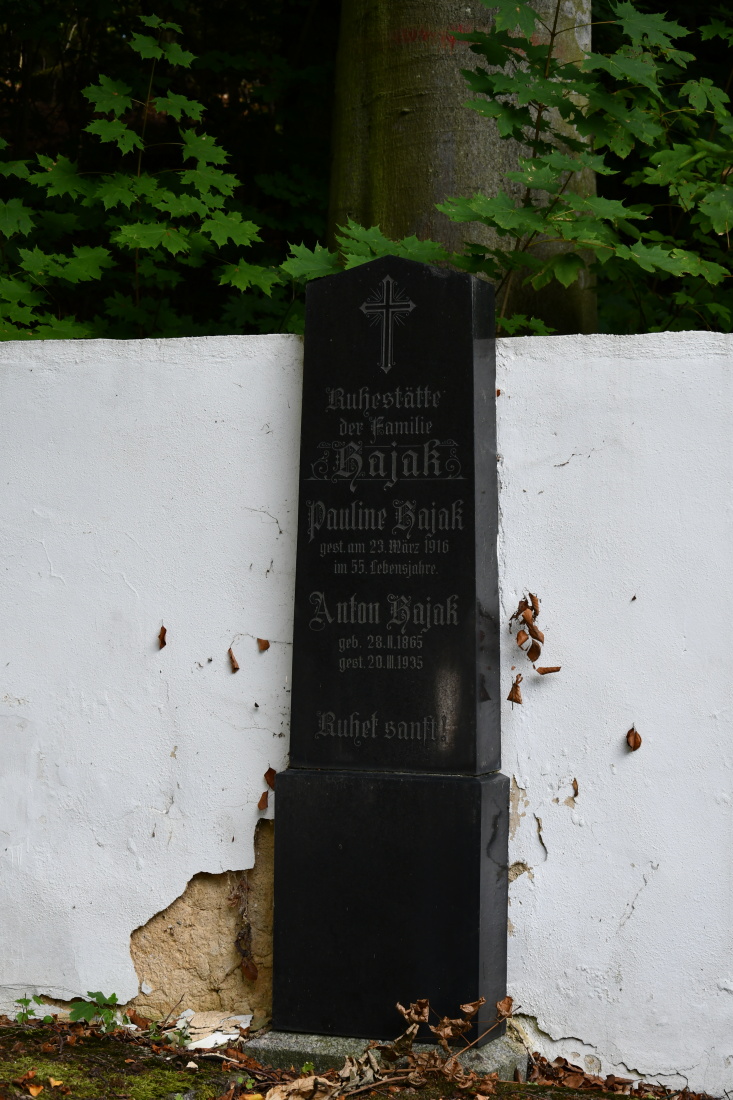 Ruhestätte
der Familie
Hajak
Pauline Hajak
gest. am 23. März 1916
im 55. Lebensjahre.
Anton Hajak
geb. 28.II.1865
gest. 20.III.1935
Ruhet sanft!